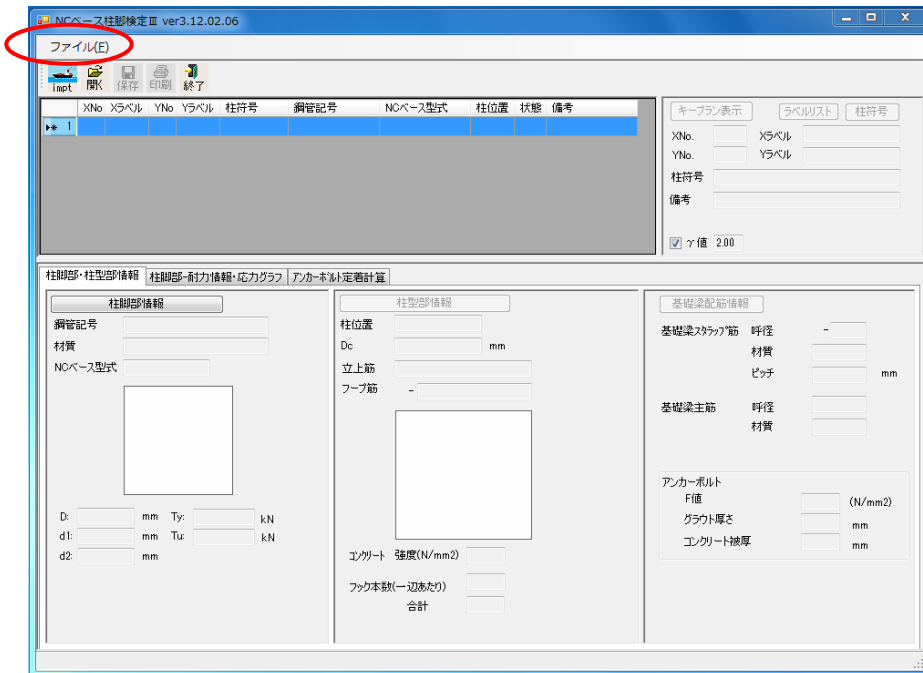 NCベース柱脚検定Ⅲ ver3.12.02.06
ファイル(F)
impt 開く 保存 印刷 終了
XNo Xラベル YNo Yラベル 柱符号 鋼管記号 NCベース型式 柱位置 状態 備考
1
キープラン表示 ラベルリスト 柱符号
XNo. Xラベル
YNo. Yラベル
柱符号
備考
γ値 2.00
柱脚部・柱型部情報 柱脚部-耐力情報・応力グラフ アンカーボルト定着計算
柱脚部情報
鋼管記号
材質
NCベース型式
D: mm Ty: kN
d1: mm Tu: kN
d2: mm
柱型部情報
柱位置
Dc mm
立上筋
フープ筋 -
コンクリート 強度(N/mm2)
フック本数(一辺あたり)
合計
基礎梁配筋情報
基礎梁スタラップ筋 呼径 -
材質
ピッチ mm
基礎梁主筋 呼径
材質
アンカーボルト
F値 (N/mm2)
グラウト厚さ mm
コンクリート被厚 mm